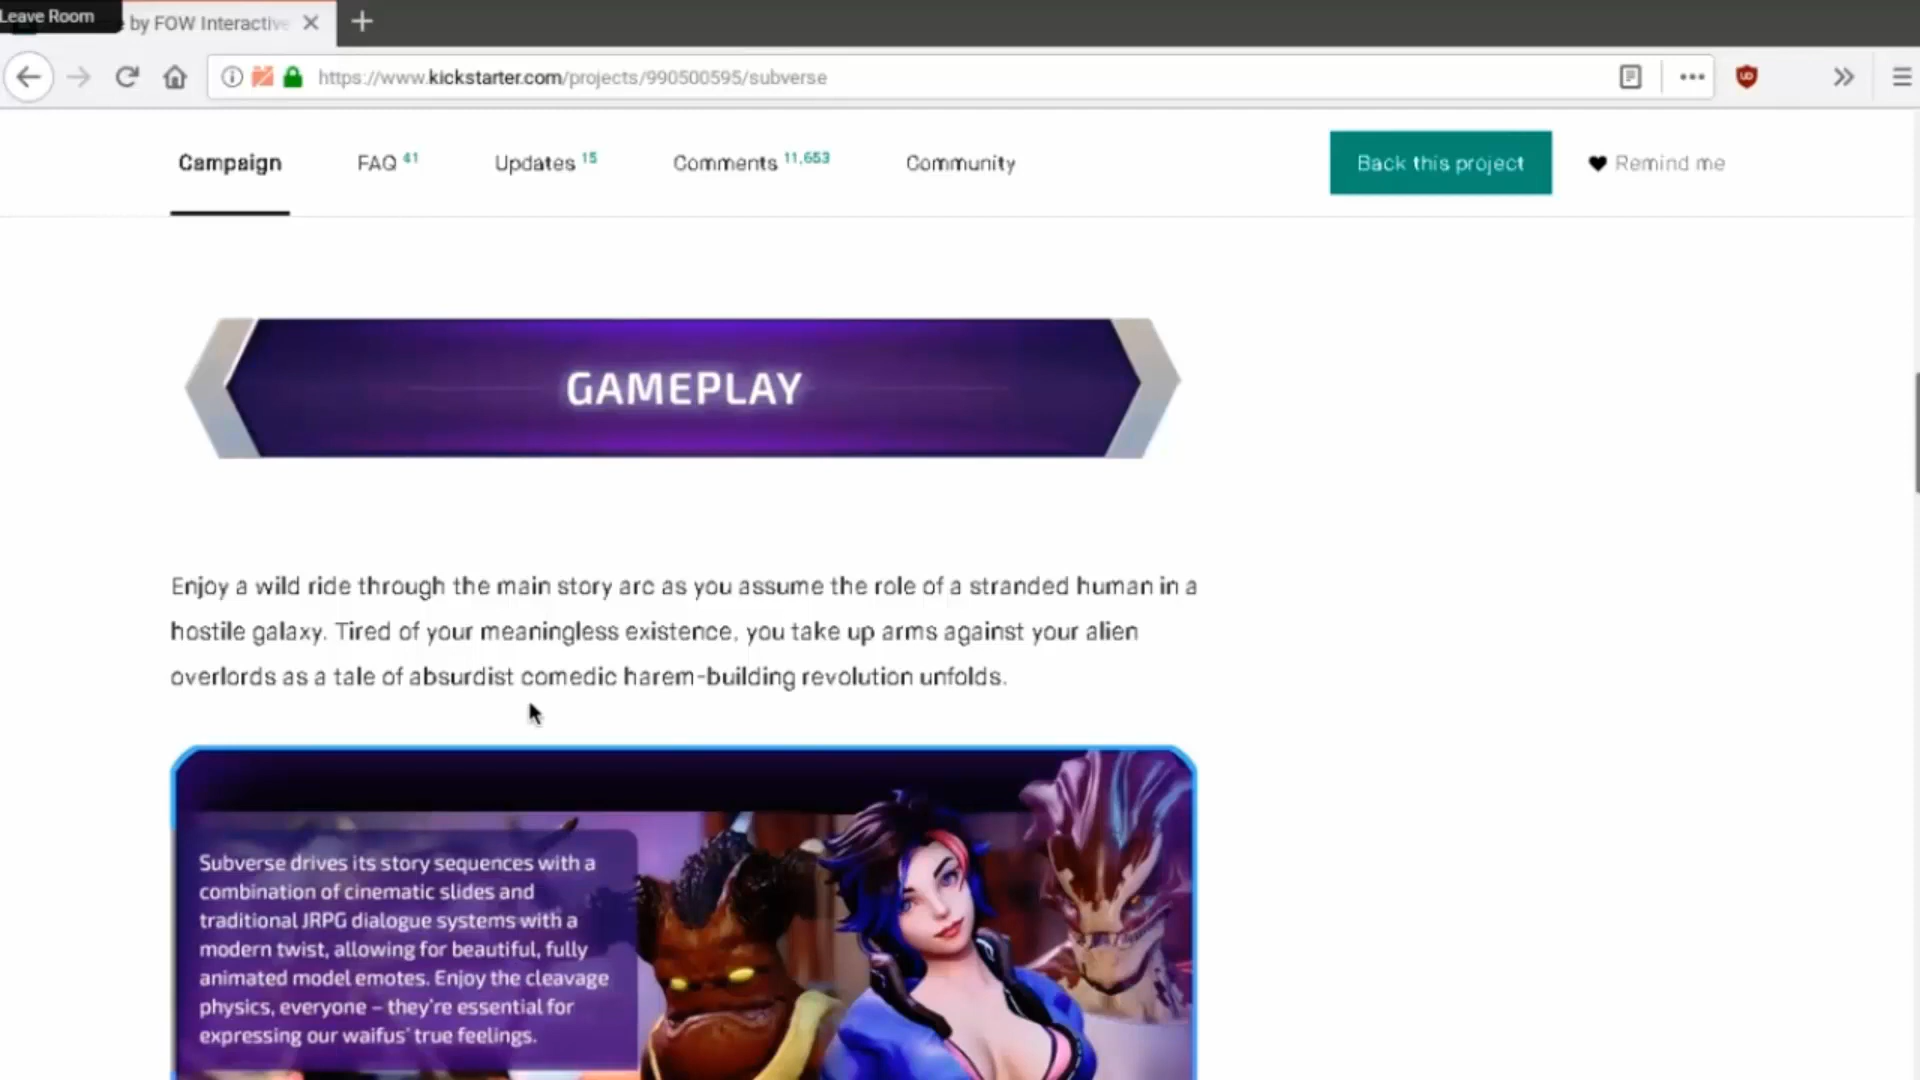 Leave Room
by FOW Interactive
https://www.kickstarter.com/projects/990500595/subverse
Campaign
FAQ 41
Updates 15
Comments 11,653
Community
Back this project
Remind me
GAMEPLAY
Enjoy a wild ride through the main story arc as you assume the role of a stranded human in a
hostile galaxy. Tired of your meaningless existence, you take up arms against your alien
overlords as a tale of absurdist comedic harem-building revolution unfolds.
Subverse drives its story sequences with a
combination of cinematic slides and
traditional JRPG dialogue systems with a
modern twist, allowing for beautiful, fully
animated model emotes. Enjoy the cleavage
physics, everyone – they're essential for
expressing our waifus' true feelings.